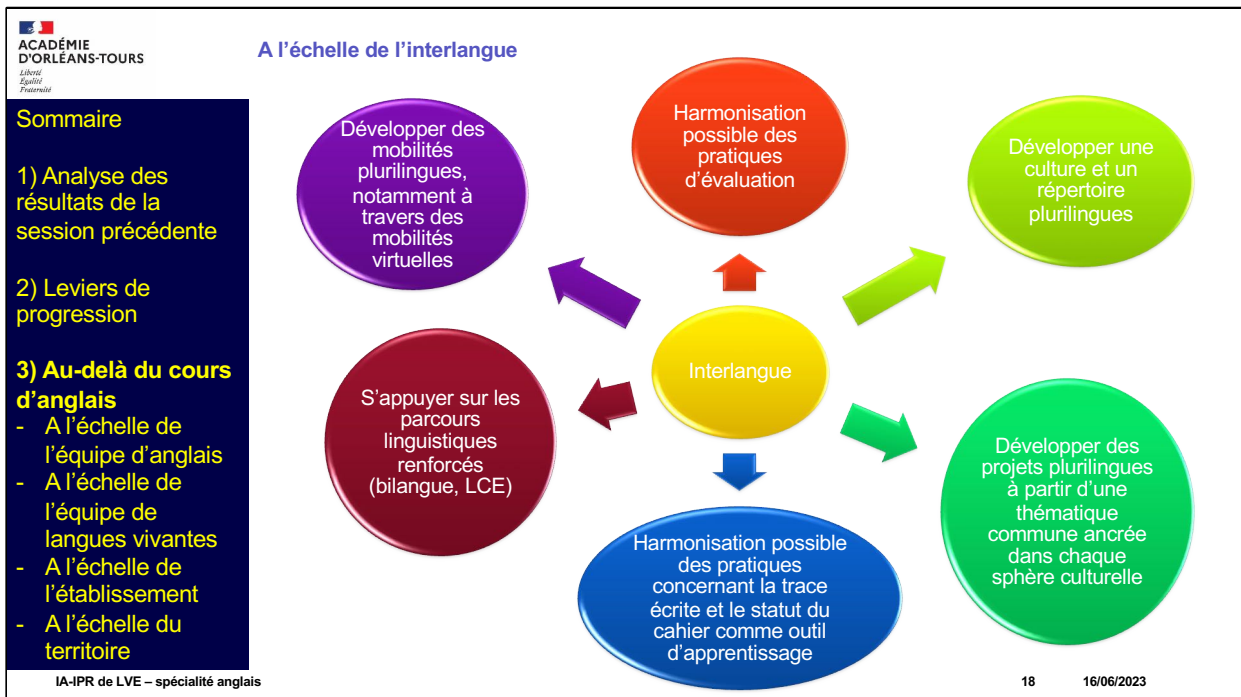 ACADÉMIE
D'ORLÉANS-TOURS
Liberté
Égalité
Fraternité
A l'échelle de l'interlangue
Sommaire
1) Analyse des
résultats de la
session précédente
2) Leviers de
progression
3) Au-delà du cours
d'anglais
- A l'échelle de
l'équipe d'anglais
- A l'échelle de
l'équipe de
langues vivantes
- A l'échelle de
l'établissement
- A l'échelle du
territoire
Développer des
mobilités
plurilingues,
notamment à
travers des
mobilités
virtuelles
Harmonisation
possible des
pratiques
d'évaluation
Développer une
culture et un
répertoire
plurilingues
Interlangue
S'appuyer sur les
parcours
linguistiques
renforcés
(bilangue, LCE)
Harmonisation possible
des pratiques
concernant la trace
écrite et le statut du
cahier comme outil
d'apprentissage
Développer des
projets plurilingues
à partir d'une
thématique
commune ancrée
dans chaque
sphère culturelle
IA-IPR de LVE – spécialité anglais
18
16/06/2023